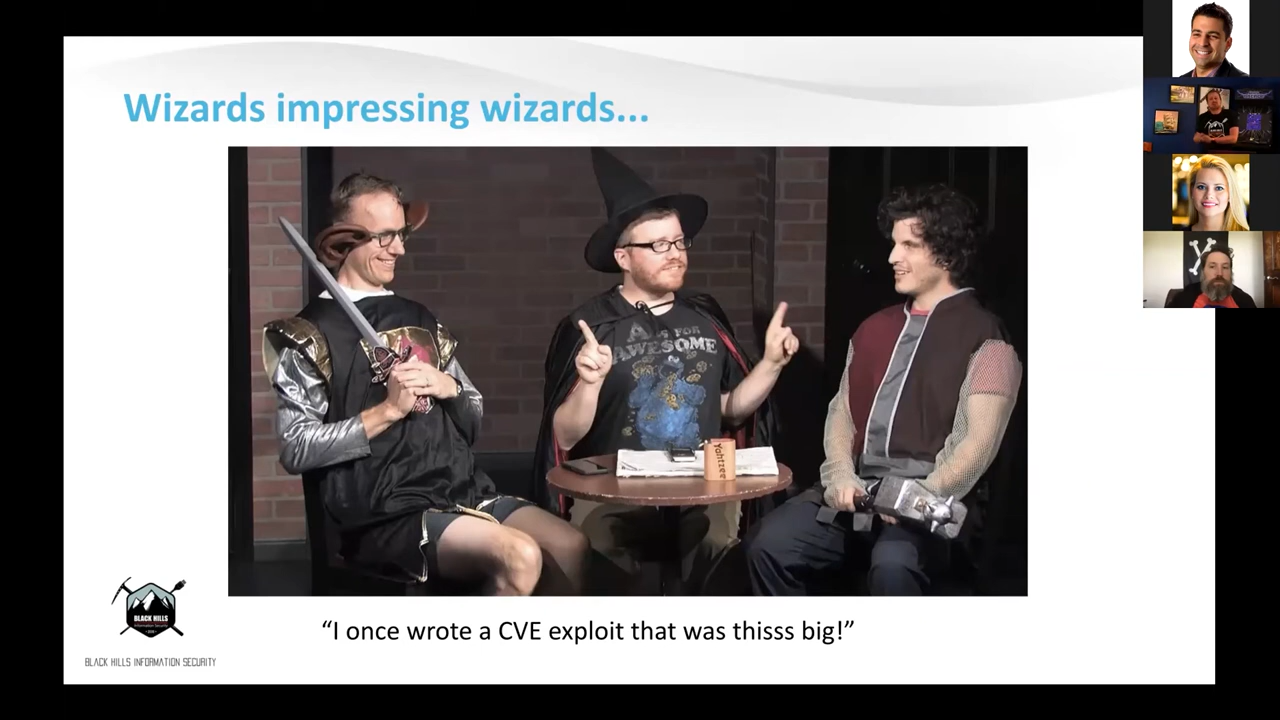 Wizards impressing wizards...
A is FOR
AWESOME
Yahtzee
“I once wrote a CVE exploit that was thisss big!”
BLACK HILLS
Information Security
BLACK HILLS INFORMATION SECURITY